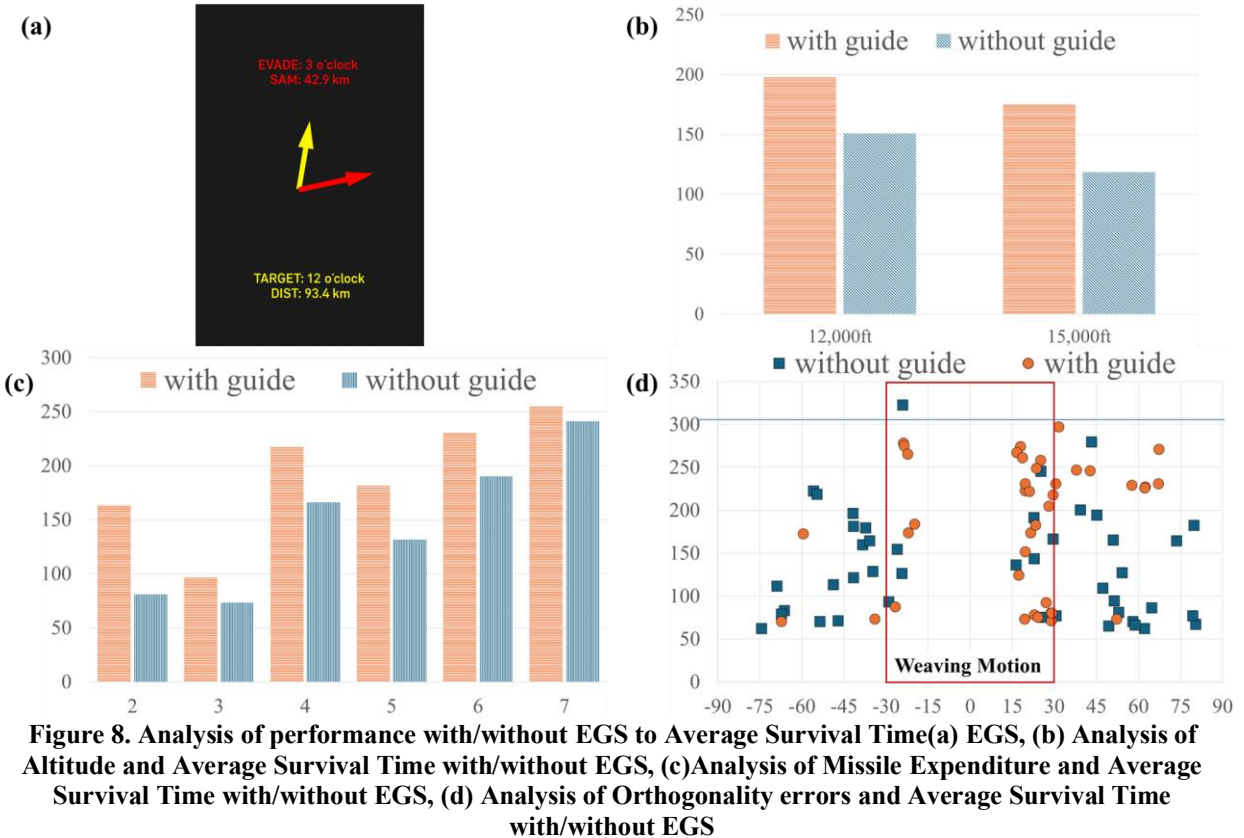 (a)
EVADE: 3 o'clock
SAM: 42.9 km
TARGET: 12 o'clock
DIST: 93.4 km
(b)
250
with guide without guide
200
150
100
50
0
12,000ft 15,000ft
(c)
300
with guide without guide
250
200
150
100
50
0
2 3 4 5 6 7
(d)
without guide with guide
350
300
250
200
150
100
50
0
Weaving Motion
-90 -75 -60 -45 -30 -15 0 15 30 45 60 75 90
Figure 8. Analysis of performance with/without EGS to Average Survival Time(a) EGS, (b) Analysis of
Altitude and Average Survival Time with/without EGS, (c)Analysis of Missile Expenditure and Average
Survival Time with/without EGS, (d) Analysis of Orthogonality errors and Average Survival Time
with/without EGS